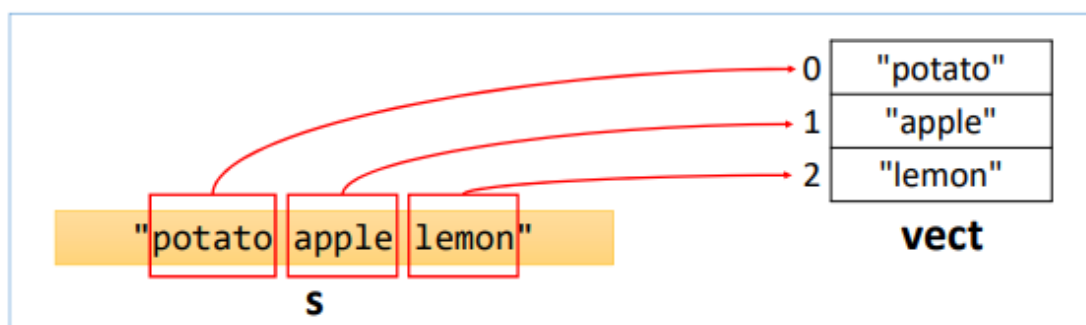 0 "potato"
1 "apple"
2 "lemon"
vect
"potato apple lemon"
s